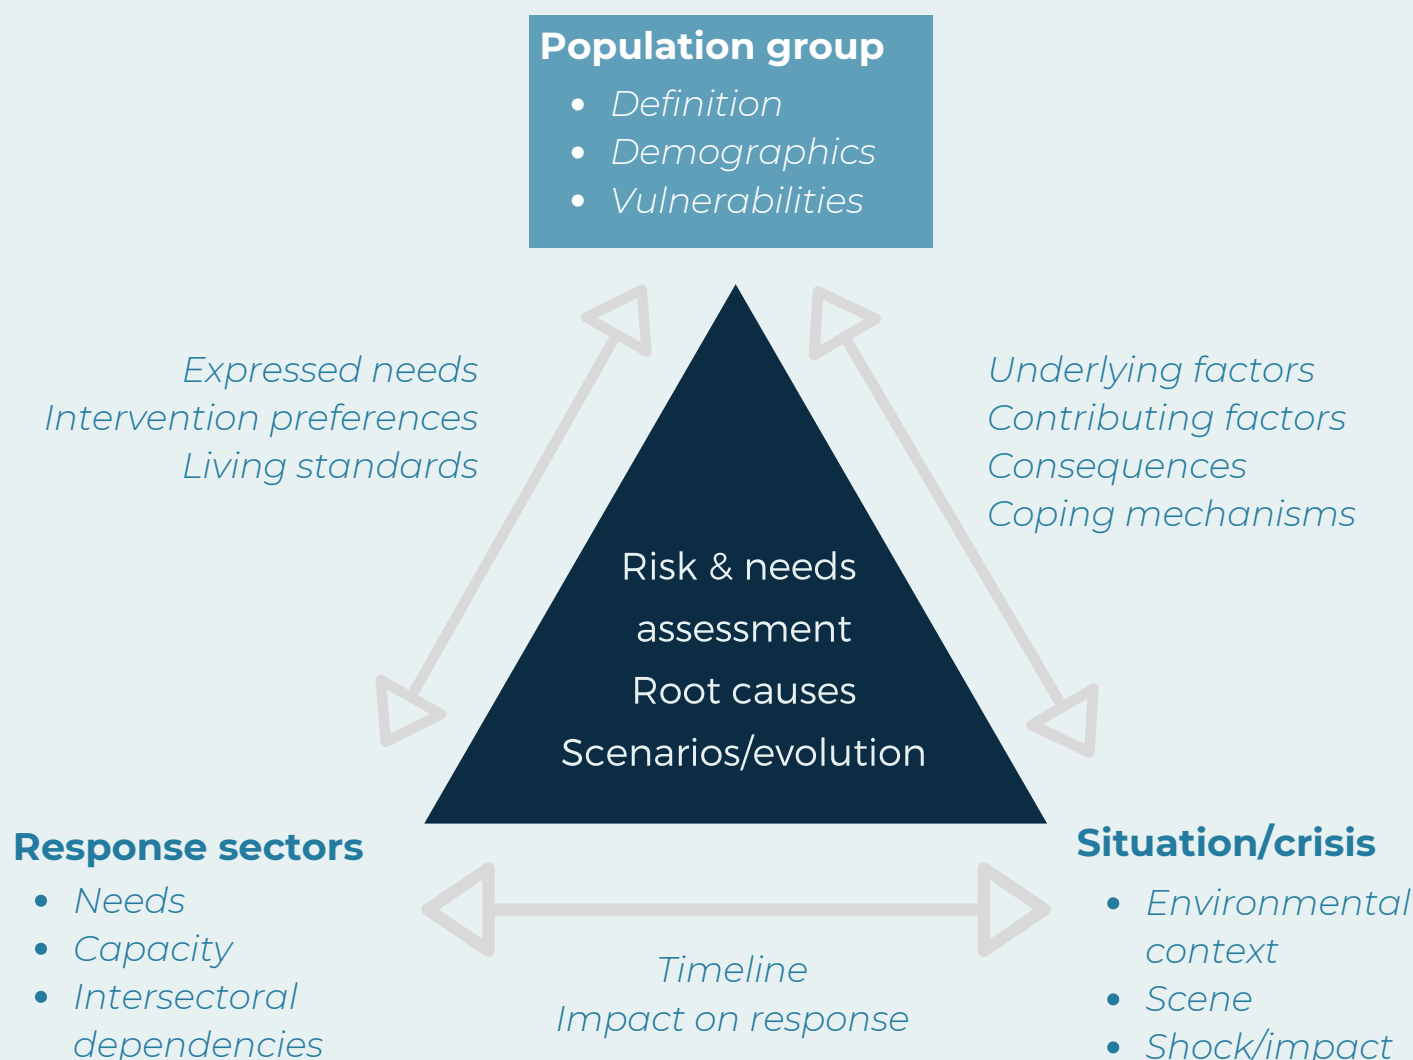 Population group
• Definition
• Demographics
• Vulnerabilities
Expressed needs
Intervention preferences
Living standards
Underlying factors
Contributing factors
Consequences
Coping mechanisms
Risk & needs
assessment
Root causes
Scenarios/evolution
Response sectors
• Needs
• Capacity
• Intersectoral
dependencies
Timeline
Impact on response
Situation/crisis
• Environmental
context
• Scene
• Shock/impact